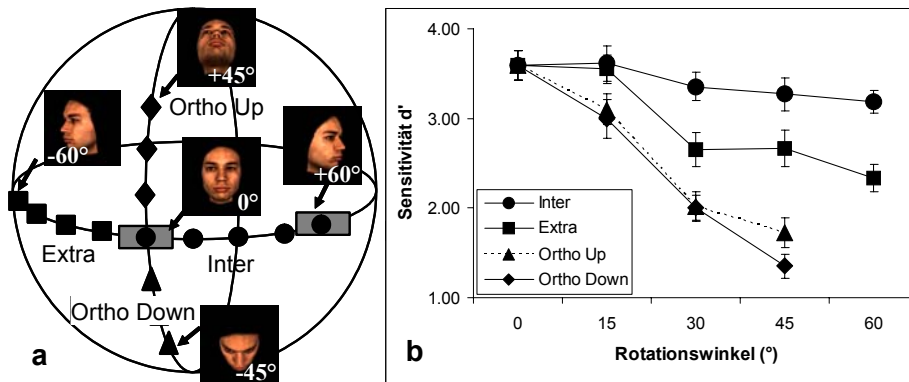 a
+45°
Ortho Up
-60°
+60°
0°
Extra
Inter
Ortho Down
-45°
b
Sensitivität d'
4.00
3.00
2.00
1.00
Inter
Extra
Ortho Up
Ortho Down
0 15 30 45 60
Rotationswinkel (°)